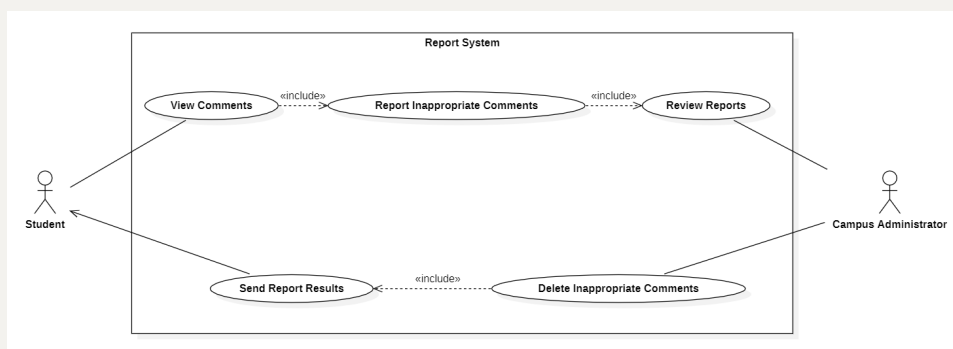 Report System
«include»
«include»
View Comments
Report Inappropriate Comments
Review Reports
Student
Campus Administrator
«include»
Send Report Results
Delete Inappropriate Comments